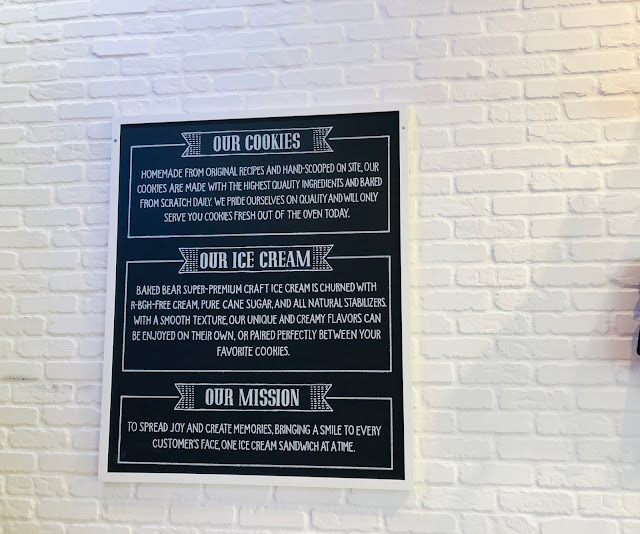 OUR COOKIES
HOMEMADE FROM ORIGINAL RECIPES AND HAND-SCOOPED ON SITE, OUR
COOKIES ARE MADE WITH THE HIGHEST QUALITY INGREDIENTS AND BAKED
FROM SCRATCH DAILY. WE PRIDE OURSELVES ON QUALITY AND WILL ONLY
SERVE YOU COOKIES FRESH OUT OF THE OVEN TODAY.
OUR ICE CREAM
BAKED BEAR SUPER-PREMIUM CRAFT ICE CREAM IS CHURNED WITH
R-BGH-FREE CREAM, PURE CANE SUGAR, AND ALL NATURAL STABILIZERS.
WITH A SMOOTH TEXTURE, OUR UNIQUE AND CREAMY FLAVORS CAN
BE ENJOYED ON THEIR OWN, OR PAIRED PERFECTLY BETWEEN YOUR
FAVORITE COOKIES.
OUR MISSION
TO SPREAD JOY AND CREATE MEMORIES, BRINGING A SMILE TO EVERY
CUSTOMER'S FACE, ONE ICE CREAM SANDWICH AT A TIME.